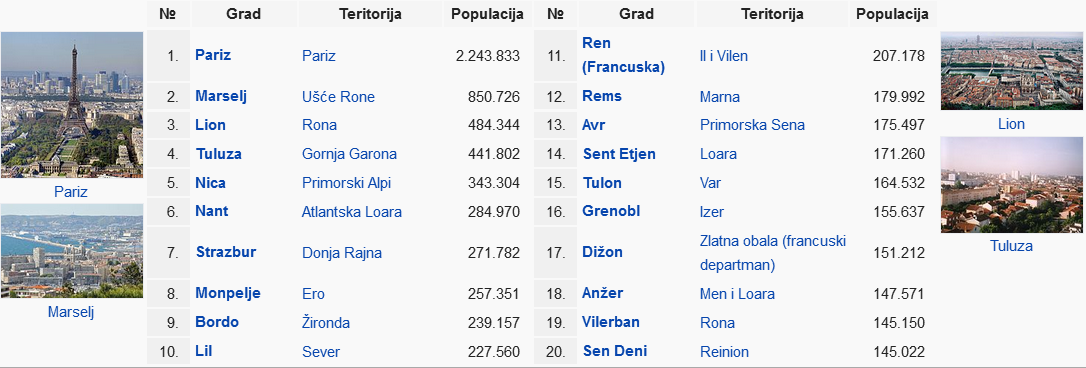 № Grad Teritorija Populacija № Grad Teritorija Populacija
1. Pariz Pariz 2.243.833 11. Ren (Francuska) Il i Vilen 207.178
2. Marselj Ušće Rone 850.726 12. Rems Marna 179.992
3. Lion Rona 484.344 13. Avr Primorska Sena 175.497
4. Tuluza Gornja Garona 441.802 14. Sent Etjen Loara 171.260
5. Nica Primorski Alpi 343.304 15. Tulon Var 164.532
6. Nant Atlantska Loara 284.970 16. Grenobl Izer 155.637
7. Strazbur Donja Rajna 271.782 17. Dižon Zlatna obala (francuski departman) 151.212
8. Monpelje Ero 257.351 18. Anžer Men i Loara 147.571
9. Bordo Žironda 239.157 19. Vilerban Rona 145.150
10. Lil Sever 227.560 20. Sen Deni Reinion 145.022
Pariz
Marselj
Lion
Tuluza